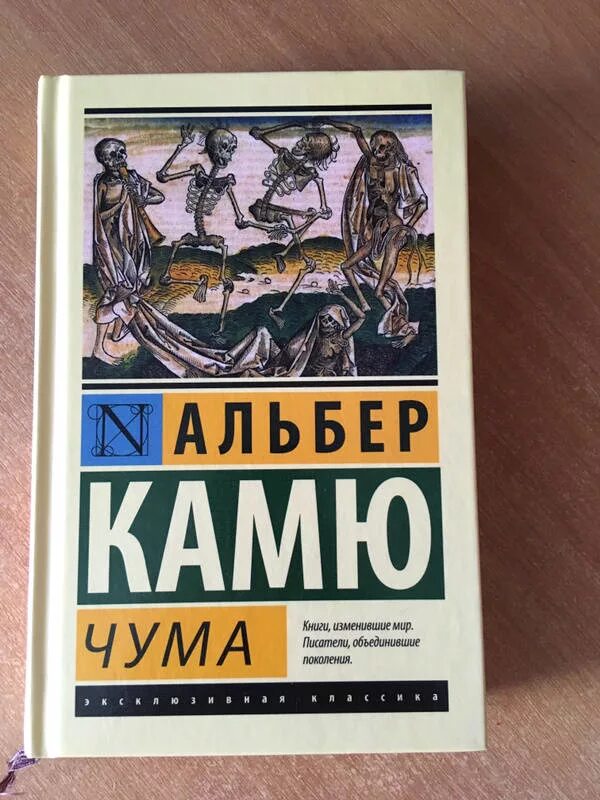 N
АЛЬБЕР
КАМЮ
ЧУМА
Книги, изменившие мир.
Писатели, объединившие
поколения.
эксклюзивная классика